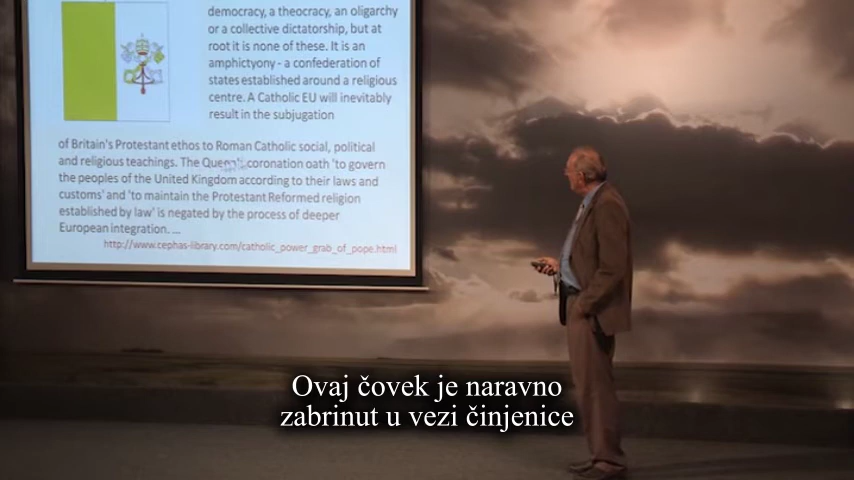 democracy, a theocracy, an oligarchy
or a collective dictatorship, but at
root it is none of these. It is an
amphictyony - a confederation of
states established around a religious
centre. A Catholic EU will inevitably
result in the subjugation
of Britain's Protestant ethos to Roman Catholic social, political
and religious teachings. The Queen's coronation oath 'to govern
the peoples of the United Kingdom according to their laws and
customs' and 'to maintain the Protestant Reformed religion
established by law' is negated by the process of deeper
European integration. ...
http://www.cephas-library.com/catholic_power_grab_of_pope.html
Ovaj čovek je naravno
zabrinut u vezi činjenice